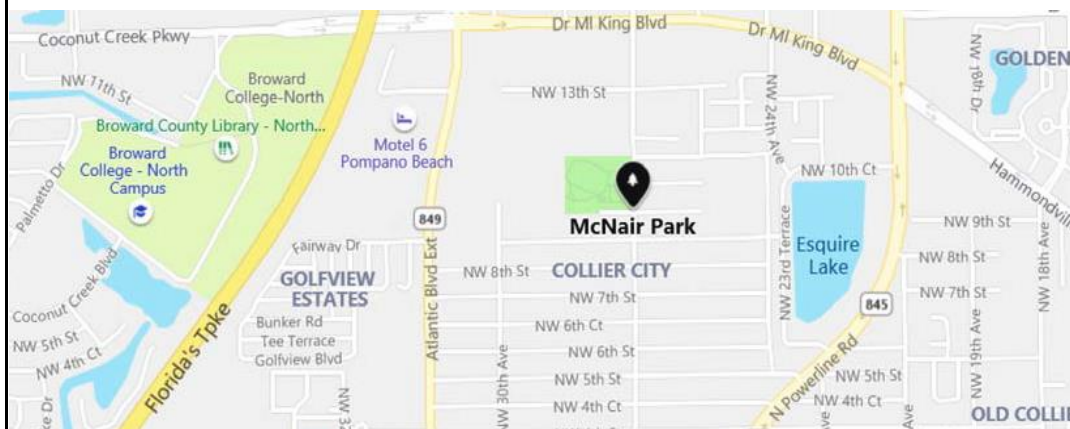 Coconut Creek Pkwy
Dr Ml King Blvd
Dr Ml King Blvd
NW 18th Dr
GOLDEN
NW 11th St
Broward
College-North
NW 13th St
NW 24th Ave
Broward County Library - North...
Motel 6
Pompano Beach
Broward
College - North
Campus
Palmetto Dr
NW 10th Ct
Hammondvill
McNair Park
849
NW 9th St
Fairway Dr
Esquire
Lake
NW 23rd Terrace
NW 18th Ave
Coconut Creek Blvd
GOLFVIEW
ESTATES
Atlantic Blvd Ext
NW 8th St
COLLIER CITY
NW 8th St
NW 7th St
NW 7th St
845
Bunker Rd
Tee Terrace
Golfview Blvd
NW 6th Ct
NW 5th St
NW 4th Ct
Florida's Tpke
NW 30th Ave
NW 6th St
N Powerline Rd
NW 19th Ave
NW 5th St
NW 5th St
NW 4th Ct
NW 4th Ct
Dr
NW 3
Ave
OLD COLLI